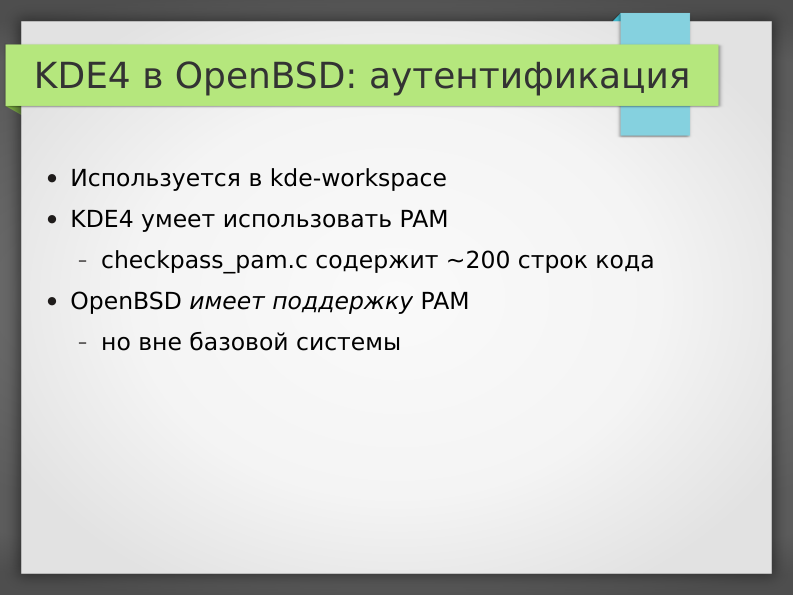 KDE4 в OpenBSD: аутентификация
• Используется в kde-workspace
• KDE4 умеет использовать PAM
– checkpass_pam.c содержит ~200 строк кода
• OpenBSD имеет поддержку PAM
– но вне базовой системы